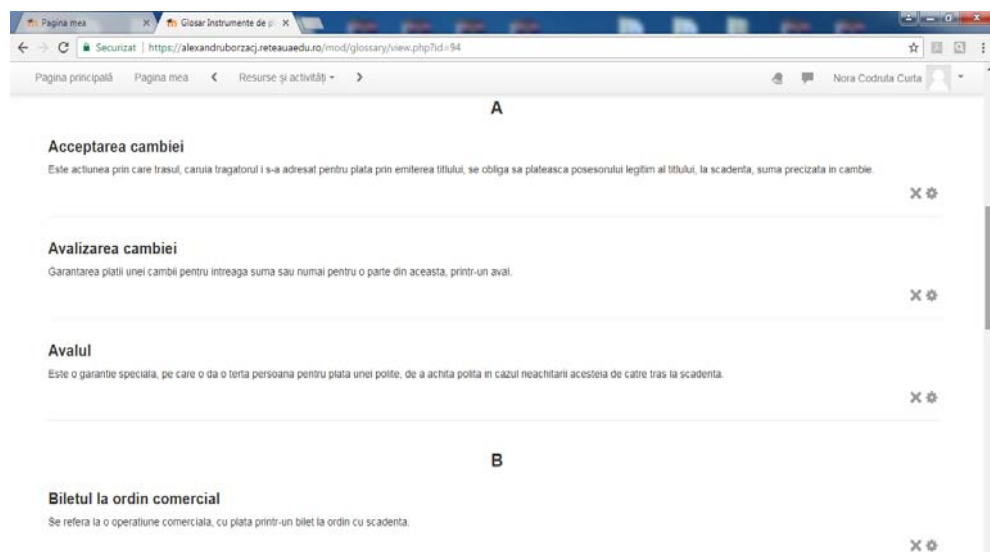 Pagina mea
Glosar Instrumente de p
Securizat | https://alexandruborzacj.reteauaedu.ro/mod/glossary/view.php?id=94
Pagina principală Pagina mea Resurse și activități Nora Codruta Curta
A
Acceptarea cambiei
Este actiunea prin care trasul, caruia tragatorul i s-a adresat pentru plata prin emiterea titlului, se obliga sa plateasca posesorului legitim al titlului, la scadenta, suma precizata in cambie.
Avalizarea cambiei
Garantarea platii unei cambii pentru intreaga suma sau numai pentru o parte din aceasta, printr-un aval.
Avalul
Este o garantie speciala, pe care o da o terta persoana pentru plata unei polite, de a achita polita in cazul neachitarii acesteia de catre tras la scadenta.
B
Biletul la ordin comercial
Se refera la o operatiune comerciala, cu plata printr-un bilet la ordin cu scadenta.